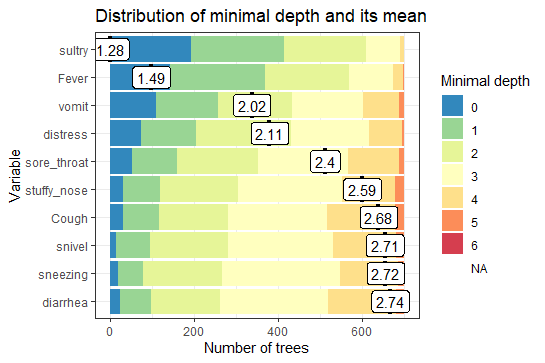 Distribution of minimal depth and its mean
Variable
sultry
1.28
Fever
1.49
vomit
2.02
distress
2.11
sore_throat
2.4
stuffy_nose
2.59
Cough
2.68
snivel
2.71
sneezing
2.72
diarrhea
2.74
0
200
400
600
Number of trees
Minimal depth
0
1
2
3
4
5
6
NA